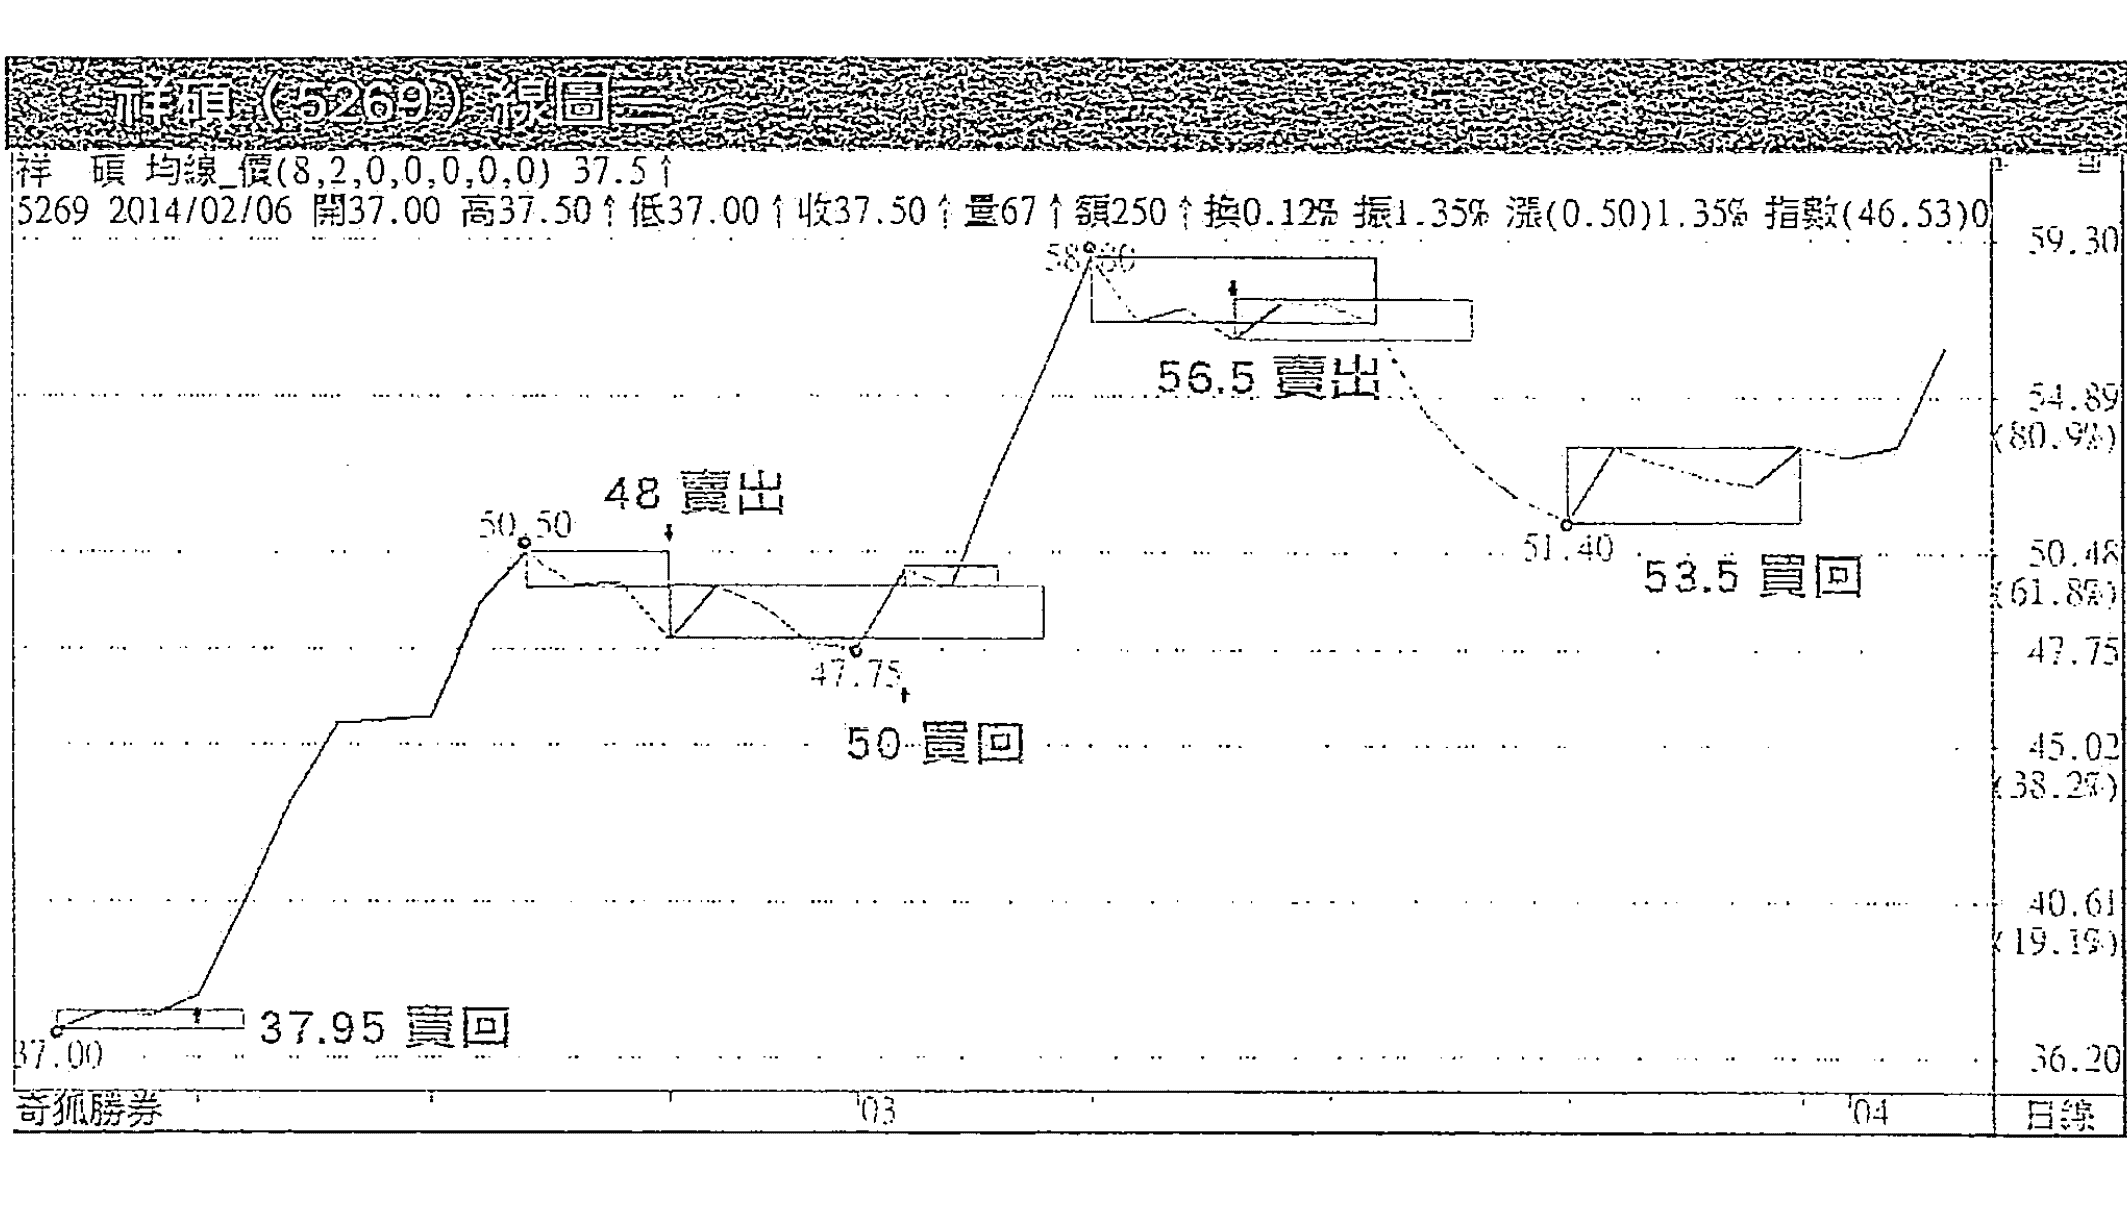 祥碩（5269）線圖三
祥 碩 均線_價(8,2,0,0,0,0,0) 37.5↑
5269 2014/02/06 開37.00 高37.50↑低37.00↑收37.50↑量67↑額250↑換0.12% 振1.35% 漲(0.50)1.35% 指數(46.53)0
59.30
58.80
56.5 賣出
54.89
(80.9%)
48 賣出
50.50
51.40
50.48
53.5 買回
(61.8%)
47.75
47.75
50 買回
45.02
(38.2%)
40.61
(19.1%)
37.95 買回
37.00
36.20
奇狐勝券
'03
'04
日線